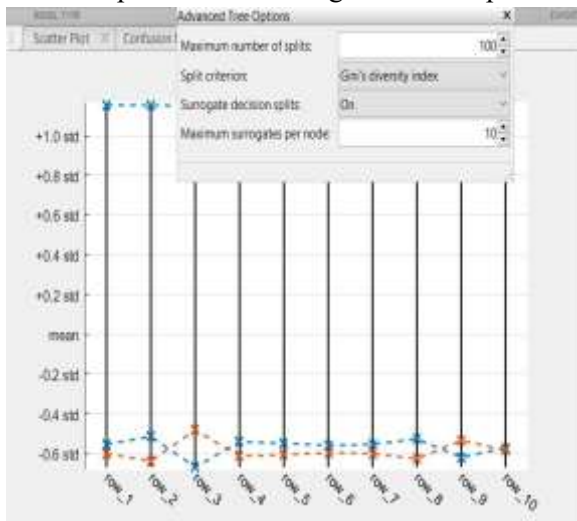 MODEL TYPE
Advanced Tree Options
x
Scatter Plot
Confusion
Maximum number of splits:
100
Split criterion:
Gini's diversity index
Surrogate decision splits:
On
Maximum surrogates per node:
10
+1.0 std
+0.8 std
+0.6 std
+0.4 std
+0.2 std
mean
-0.2 std
-0.4 std
-0.6 std
row_1
row_2
row_3
row_4
row_5
row_6
row_7
row_8
row_9
row_10